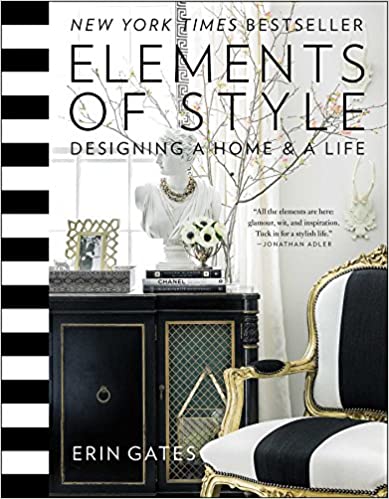 NEW YORK TIMES BESTSELLER
ELEMENTS
OF STYLE
DESIGNING A HOME & A LIFE
"All the elements are here:
glamour, wit, and inspiration.
Tuck in for a stylish life."
—JONATHAN ADLER
CHANEL
ERIN GATES